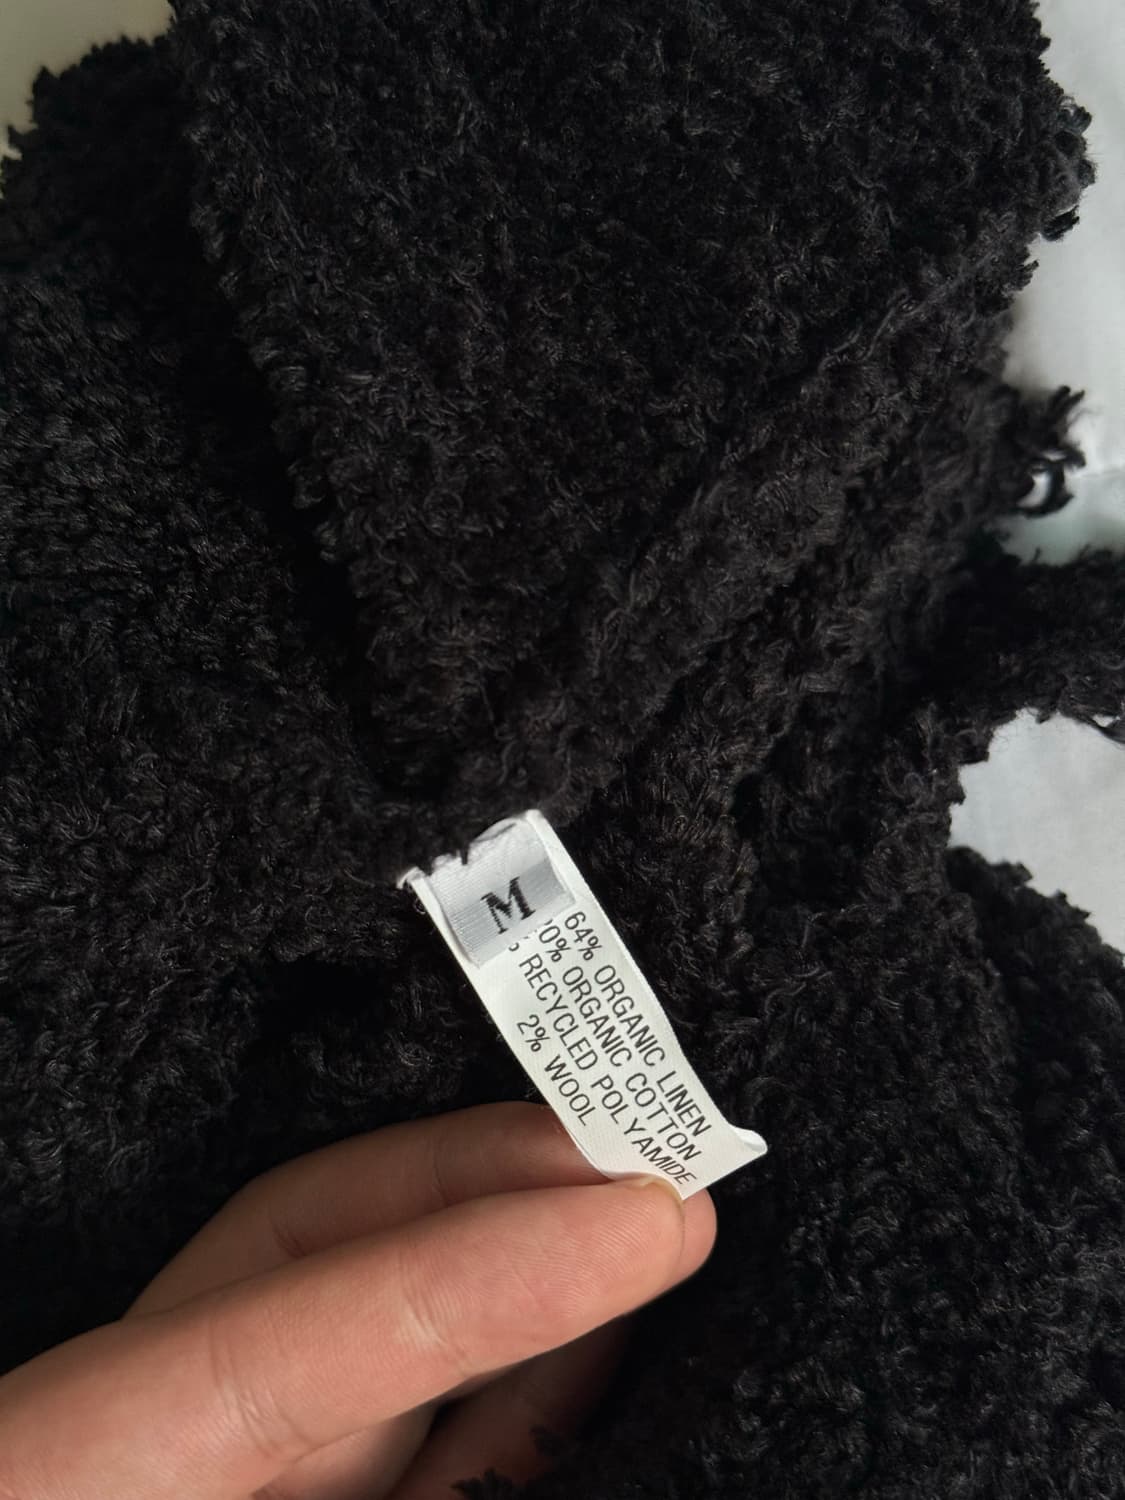 M
64% ORGANIC LINEN
ORGANIC COTTON
RECYCLED POLYAMIDE
2% WOOL